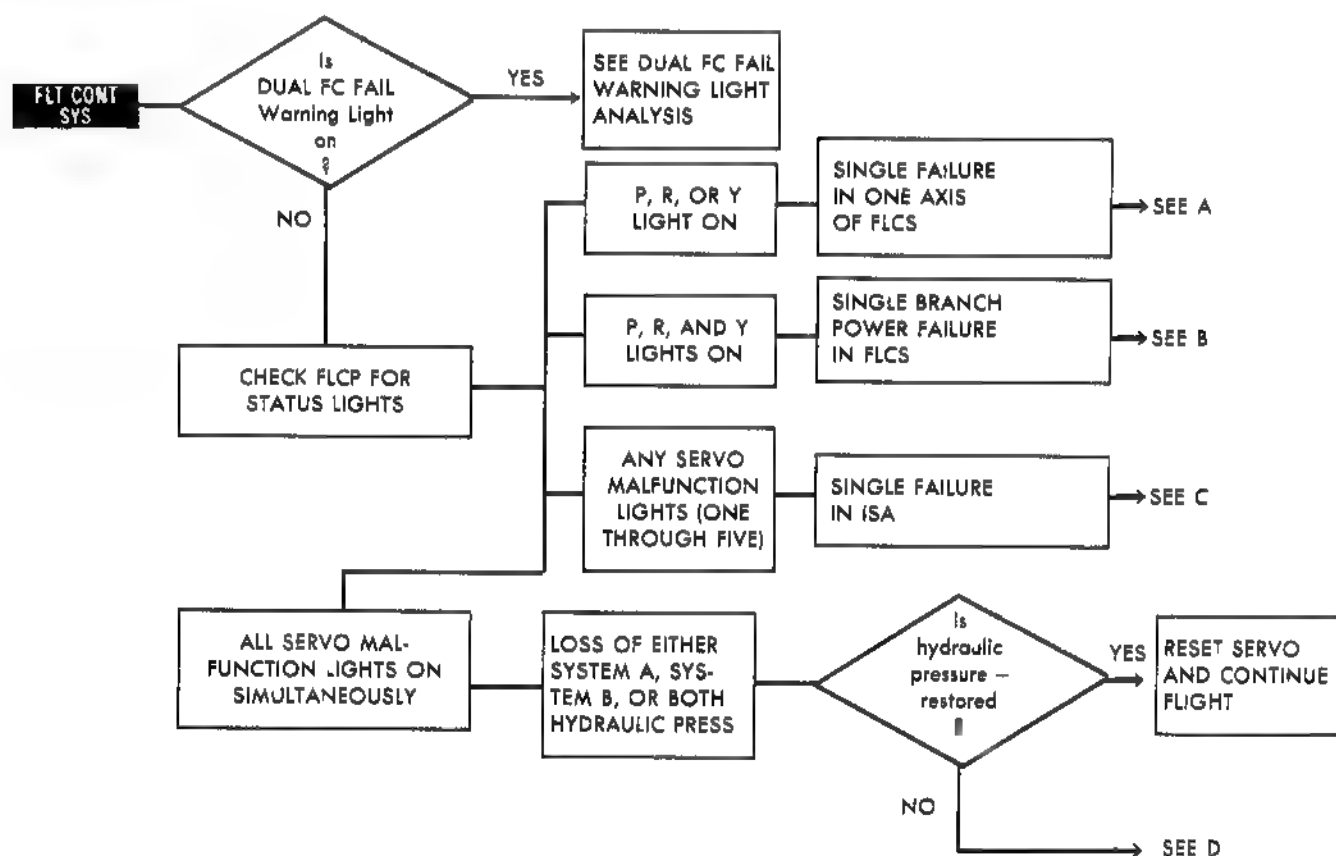 FLT CONT
SYS
Is
DUAL FC FAIL
Warning Light
on
?
YES
SEE DUAL FC FAIL
WARNING LIGHT
ANALYSIS
NO
CHECK FLCP FOR
STATUS LIGHTS
P, R, OR Y
LIGHT ON
SINGLE FAILURE
IN ONE AXIS
OF FLCS
SEE A
P, R, AND Y
LIGHTS ON
SINGLE BRANCH
POWER FAILURE
IN FLCS
SEE B
ANY SERVO
MALFUNCTION
LIGHTS (ONE
THROUGH FIVE)
SINGLE FAILURE
IN ISA
SEE C
ALL SERVO MAL-
FUNCTION LIGHTS ON
SIMULTANEOUSLY
LOSS OF EITHER
SYSTEM A, SYS-
TEM B, OR BOTH
HYDRAULIC PRESS
Is
hydraulic
pressure –
restored
YES
RESET SERVO
AND CONTINUE
FLIGHT
NO
SEE D